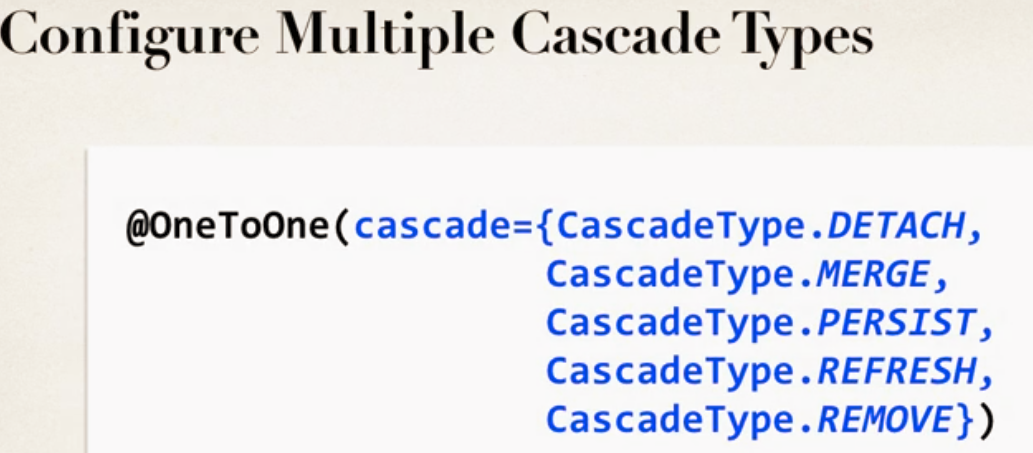 Configure Multiple Cascade Types
@OneToOne(cascade={CascadeType.DETACH,
CascadeType.MERGE,
CascadeType.PERSIST,
CascadeType.REFRESH,
CascadeType.REMOVE})